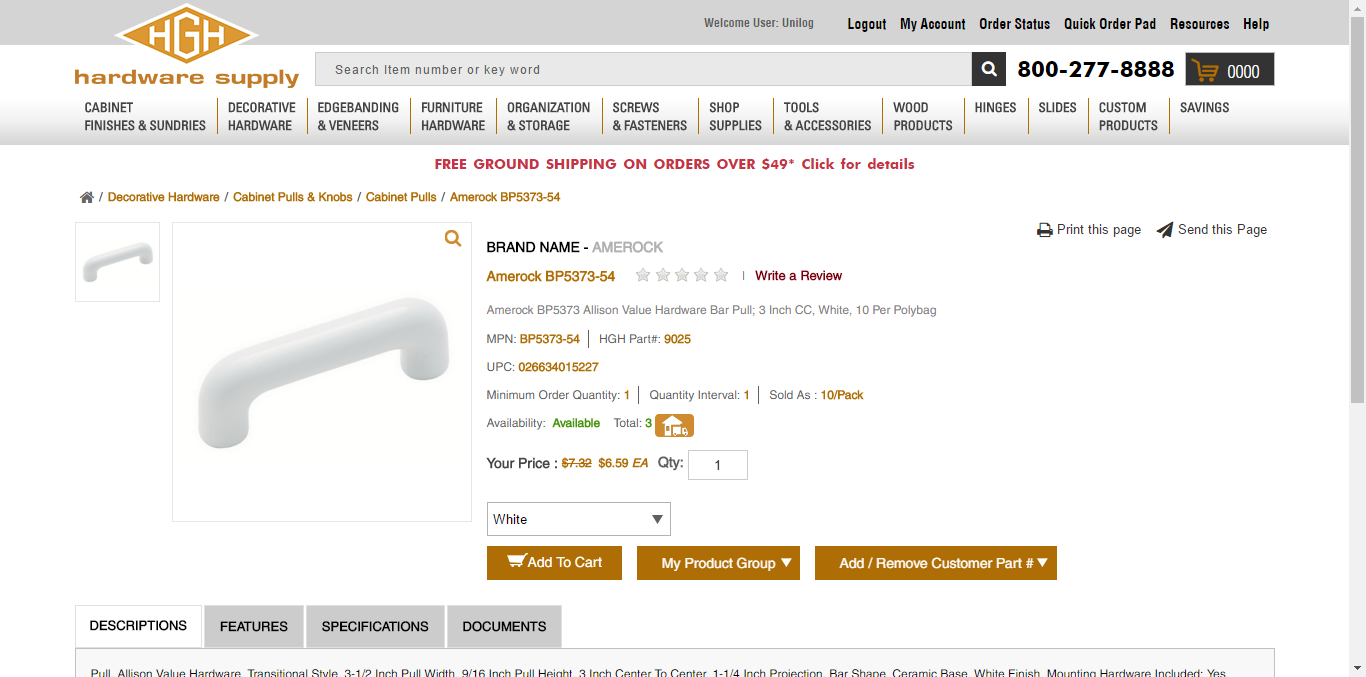 Welcome User: Unilog Logout My Account Order Status Quick Order Pad Resources Help
HGH
hardware supply
Search Item number or key word
800-277-8888 0000
CABINET FINISHES & SUNDRIES
DECORATIVE HARDWARE
EDGEBANDING & VENEERS
FURNITURE HARDWARE
ORGANIZATION & STORAGE
SCREWS & FASTENERS
SHOP SUPPLIES
TOOLS & ACCESSORIES
WOOD PRODUCTS
HINGES
SLIDES
CUSTOM PRODUCTS
SAVINGS
FREE GROUND SHIPPING ON ORDERS OVER $49* Click for details
/ Decorative Hardware / Cabinet Pulls & Knobs / Cabinet Pulls / Amerock BP5373-54
Print this page Send this Page
BRAND NAME - AMEROCK
Amerock BP5373-54 | Write a Review
Amerock BP5373 Allison Value Hardware Bar Pull; 3 Inch CC, White, 10 Per Polybag
MPN: BP5373-54 | HGH Part#: 9025
UPC: 026634015227
Minimum Order Quantity: 1 | Quantity Interval: 1 | Sold As : 10/Pack
Availability: Available Total: 3
Your Price : $7.32 $6.59 EA Qty: 1
White
Add To Cart My Product Group Add / Remove Customer Part #
DESCRIPTIONS FEATURES SPECIFICATIONS DOCUMENTS
Pull, Allison Value Hardware, Transitional Style, 3-1/2 Inch Pull Width, 9/16 Inch Pull Height, 3 Inch Center To Center, 1-1/4 Inch Projection, Bar Shape, Ceramic Base, White Finish, Mounting Hardware Included: Yes,